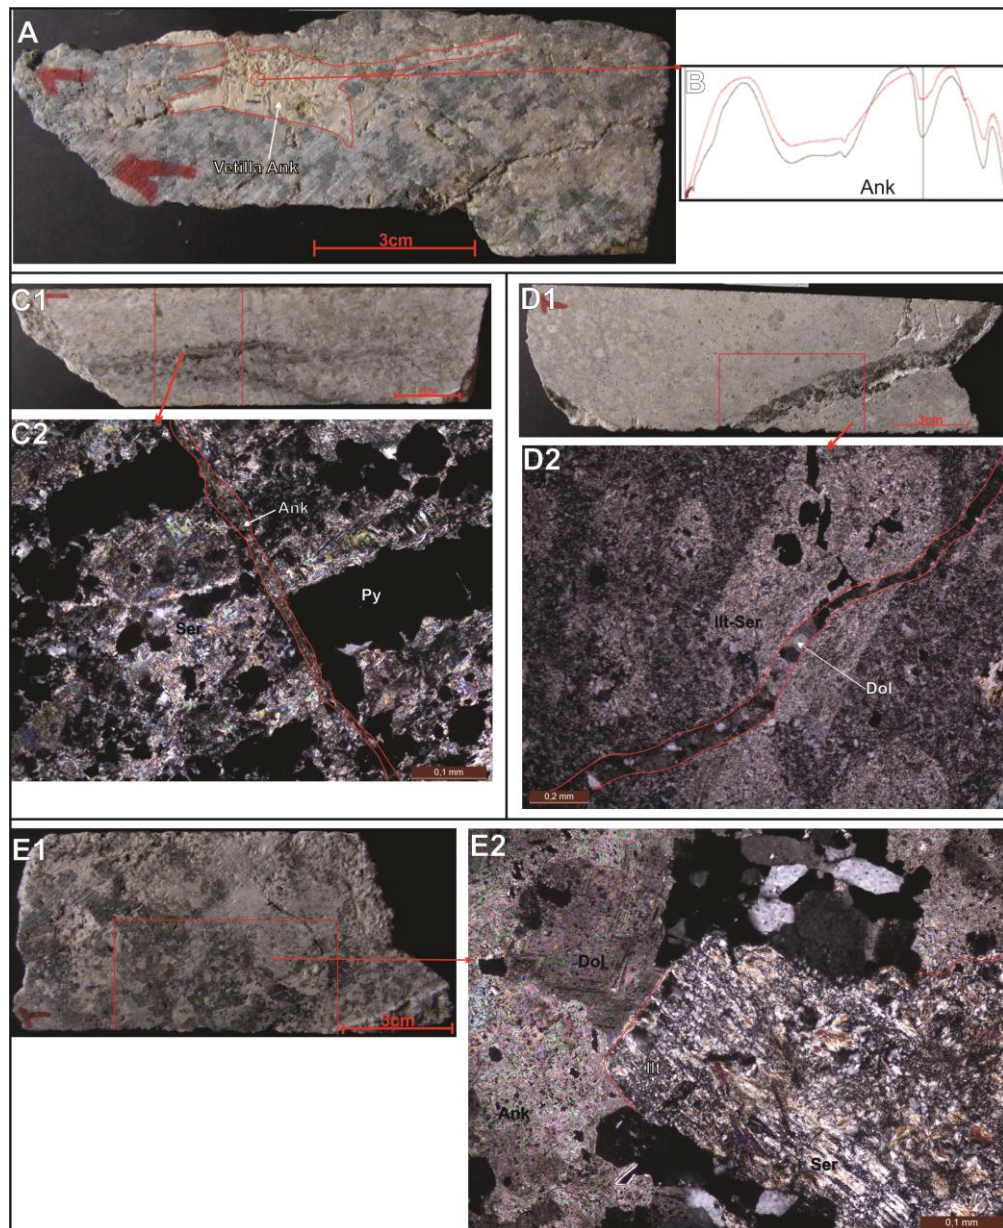 A
Vetilla Ank
3cm
B
Ank
C1
C2
Ank
Py
Ser
0,1 mm
D1
3cm
D2
Ilt-Ser
Dol
0,2 mm
E1
3cm
E2
Dol
Ilt
Ank
Ser
0,1 mm